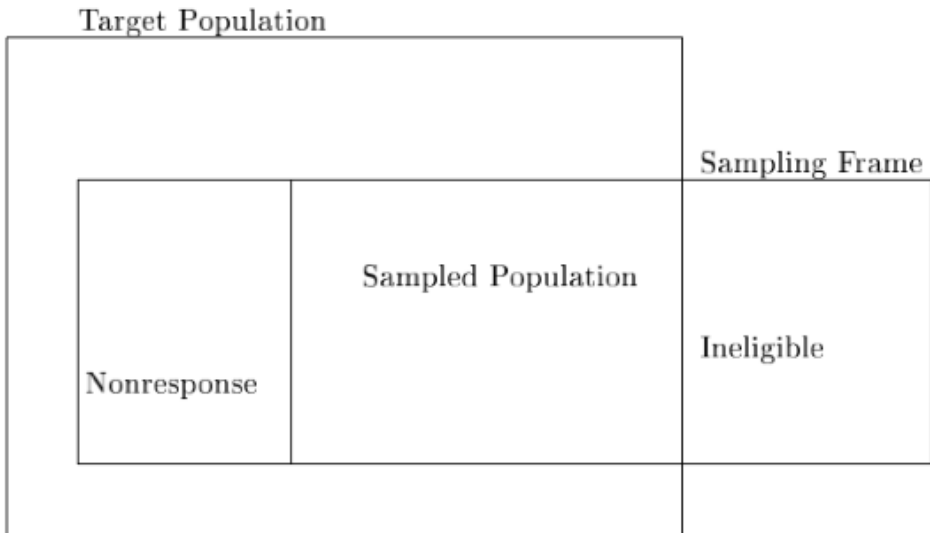 Target Population
Sampling Frame
Sampled Population
Ineligible
Nonresponse